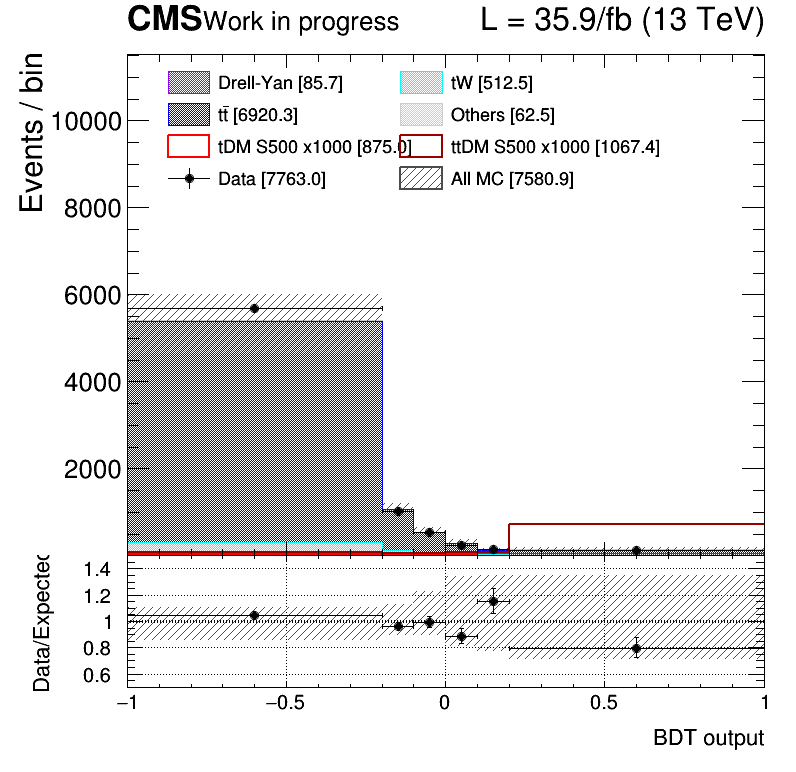 CMS Work in progress L = 35.9/fb (13 TeV)
Events / bin
Drell-Yan [85.7] tW [512.5]
tt̄ [6920.3] Others [62.5]
tDM S500 x1000 [875.0] ttDM S500 x1000 [1067.4]
Data [7763.0] All MC [7580.9]
10000
8000
6000
4000
2000
Data/Expected
1.4
1.2
1
0.8
0.6
−1 −0.5 0 0.5 1
BDT output